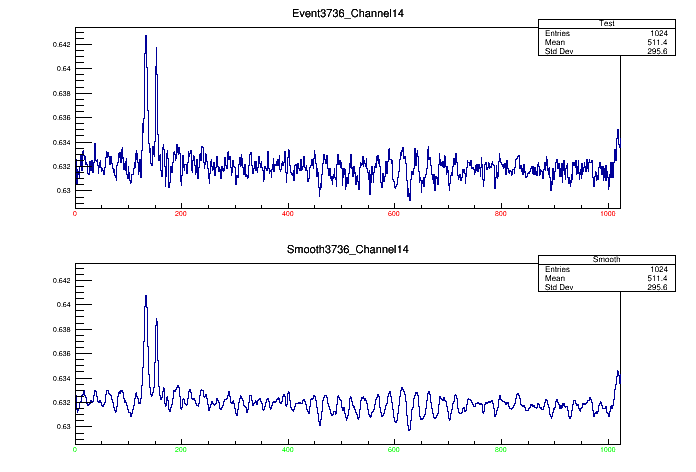 Event3736_Channel14
Test
Entries 1024
Mean 511.4
Std Dev 295.6
0.642
0.64
0.638
0.636
0.634
0.632
0.63
0 200 400 600 800 1000
Smooth3736_Channel14
Smooth
Entries 1024
Mean 511.4
Std Dev 295.6
0.642
0.64
0.638
0.636
0.634
0.632
0.63
0 200 400 600 800 1000